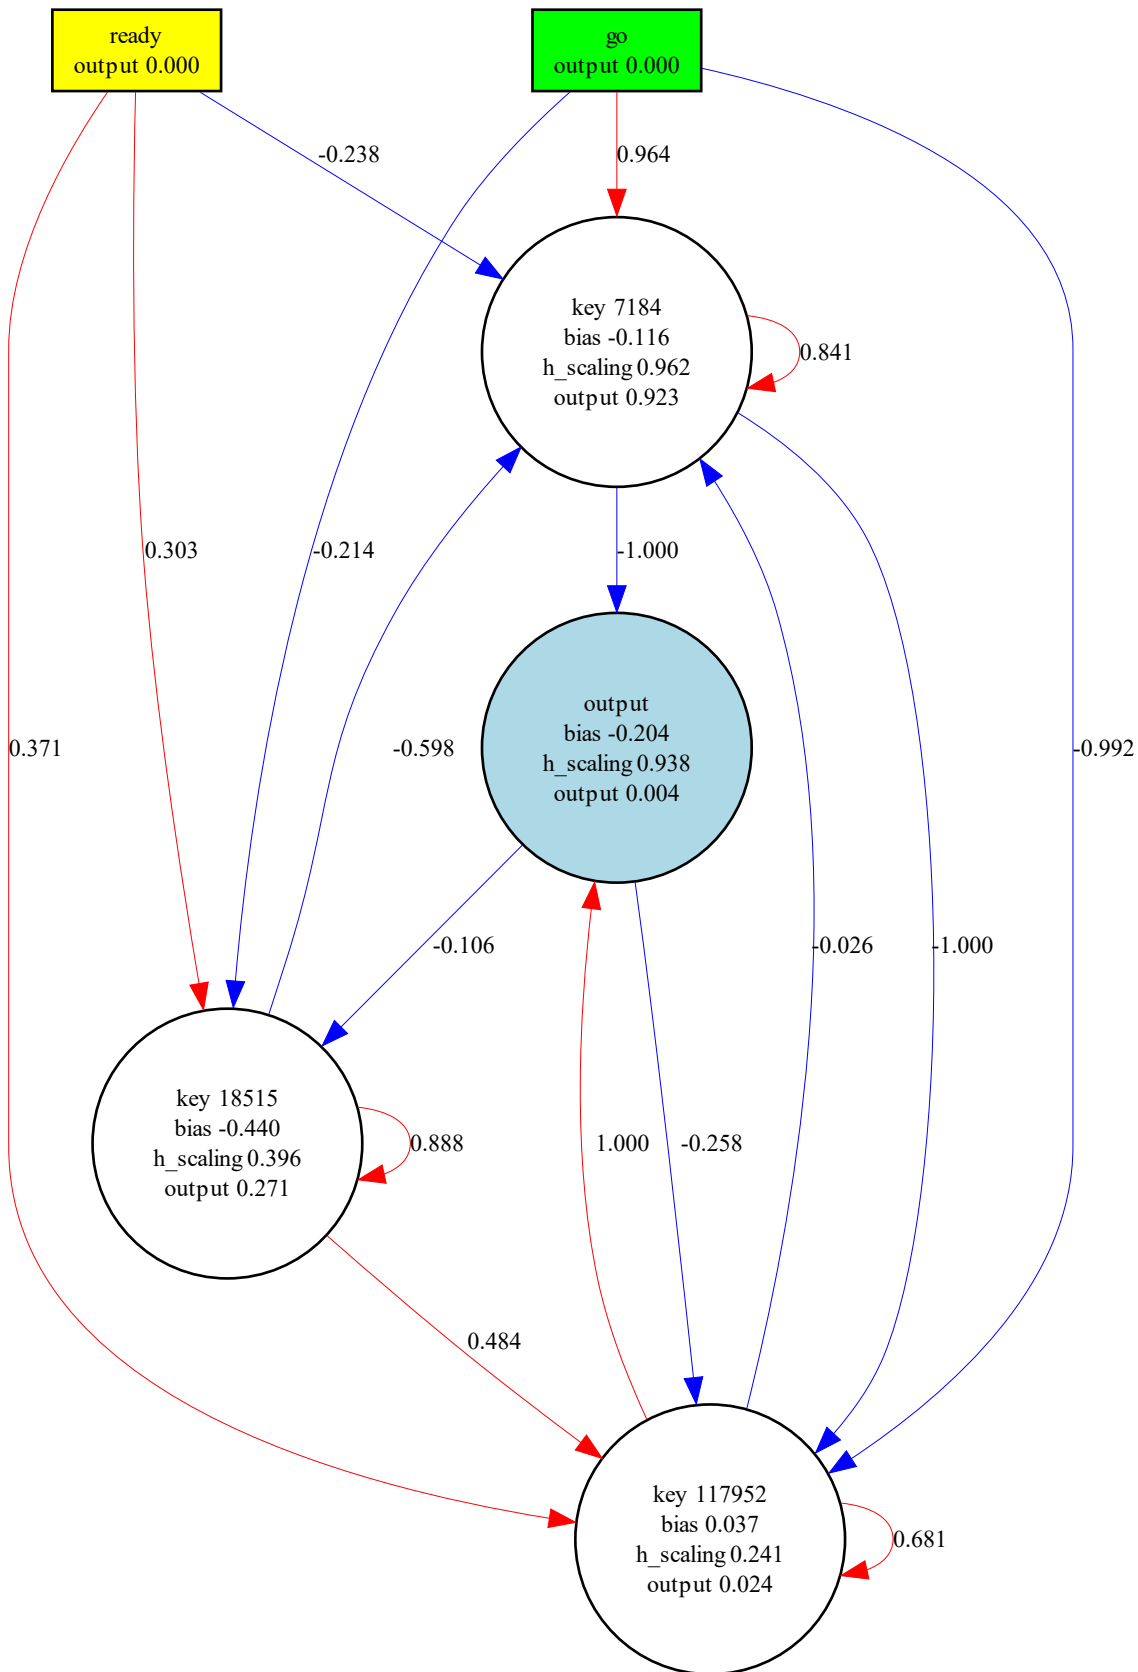 ready
output 0.000
go
output 0.000
-0.238
0.964
key 7184
bias -0.116
h_scaling 0.962
output 0.923
0.841
0.303
-0.214
-1.000
output
bias -0.204
h_scaling 0.938
output 0.004
0.371
-0.598
-0.992
-0.106
-0.026
-1.000
key 18515
bias -0.440
h_scaling 0.396
output 0.271
0.888
1.000
-0.258
0.484
key 117952
bias 0.037
h_scaling 0.241
output 0.024
0.681